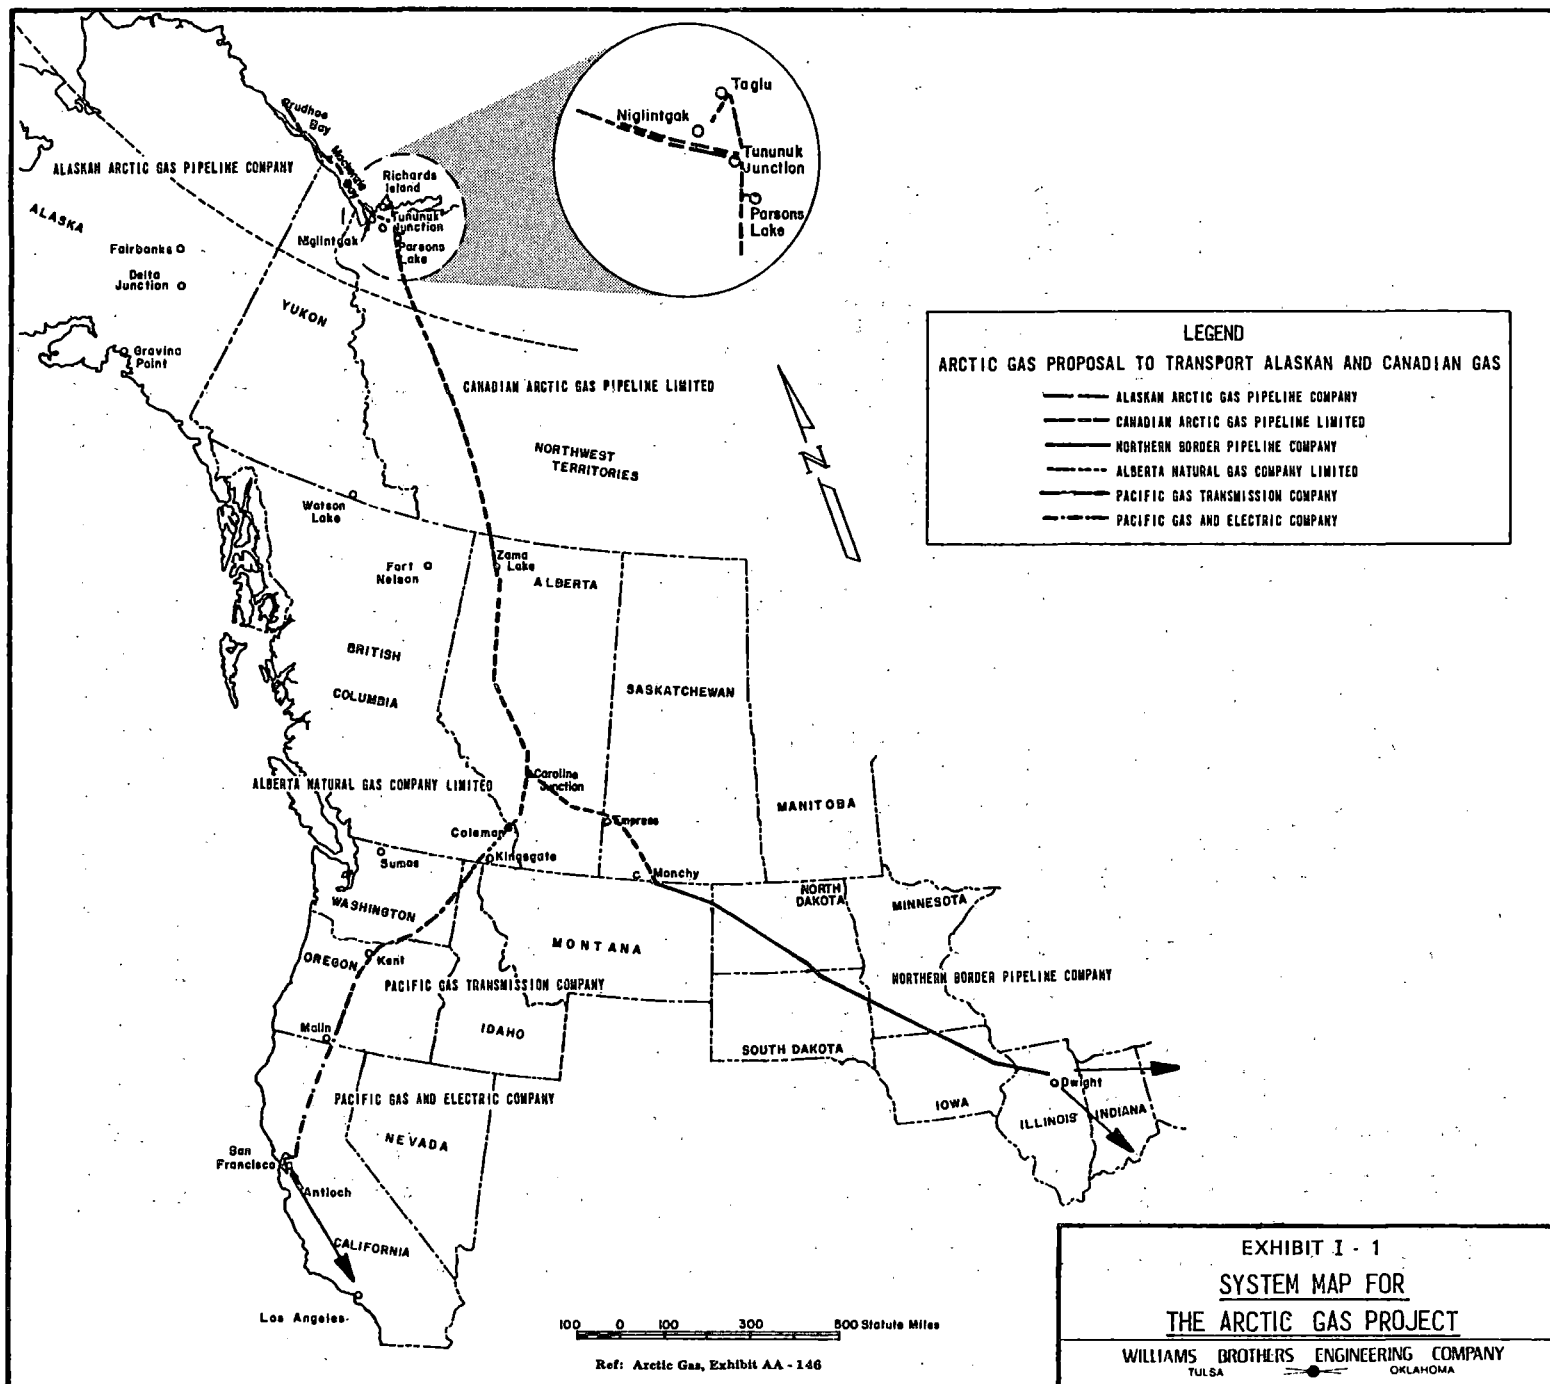 Taglu
Niglintgak
Tununuk
Junction
Parsons
Lake
Prudhoe
Bay
Mackenzie
Bay
ALASKAN ARCTIC GAS PIPELINE COMPANY
Richards
Island
Tununuk
Junction
Niglintgak
Parsons
Lake
ALASKA
Fairbanks
Delta
Junction
YUKON
Gravina
Point
CANADIAN ARCTIC GAS PIPELINE LIMITED
NORTHWEST
TERRITORIES
N
LEGEND
ARCTIC GAS PROPOSAL TO TRANSPORT ALASKAN AND CANADIAN GAS
ALASKAN ARCTIC GAS PIPELINE COMPANY
CANADIAN ARCTIC GAS PIPELINE LIMITED
NORTHERN BORDER PIPELINE COMPANY
ALBERTA NATURAL GAS COMPANY LIMITED
PACIFIC GAS TRANSMISSION COMPANY
PACIFIC GAS AND ELECTRIC COMPANY
Watson
Lake
Fort
Nelson
Zama
Lake
ALBERTA
BRITISH
COLUMBIA
SASKATCHEWAN
Caroline
Junction
ALBERTA NATURAL GAS COMPANY LIMITED
MANITOBA
Coleman
Empress
Sumas
Kingsgate
Monchy
WASHINGTON
NORTH
DAKOTA
MINNESOTA
OREGON
Kent
MONTANA
PACIFIC GAS TRANSMISSION COMPANY
NORTHERN BORDER PIPELINE COMPANY
Malin
IDAHO
SOUTH DAKOTA
Dwight
PACIFIC GAS AND ELECTRIC COMPANY
IOWA
ILLINOIS
INDIANA
NEVADA
San
Francisco
Antioch
CALIFORNIA
Los Angeles
100 0 100 300 500 Statute Miles
Ref: Arctic Gas, Exhibit AA - 146
EXHIBIT I - 1
SYSTEM MAP FOR
THE ARCTIC GAS PROJECT
WILLIAMS BROTHERS ENGINEERING COMPANY
TULSA OKLAHOMA